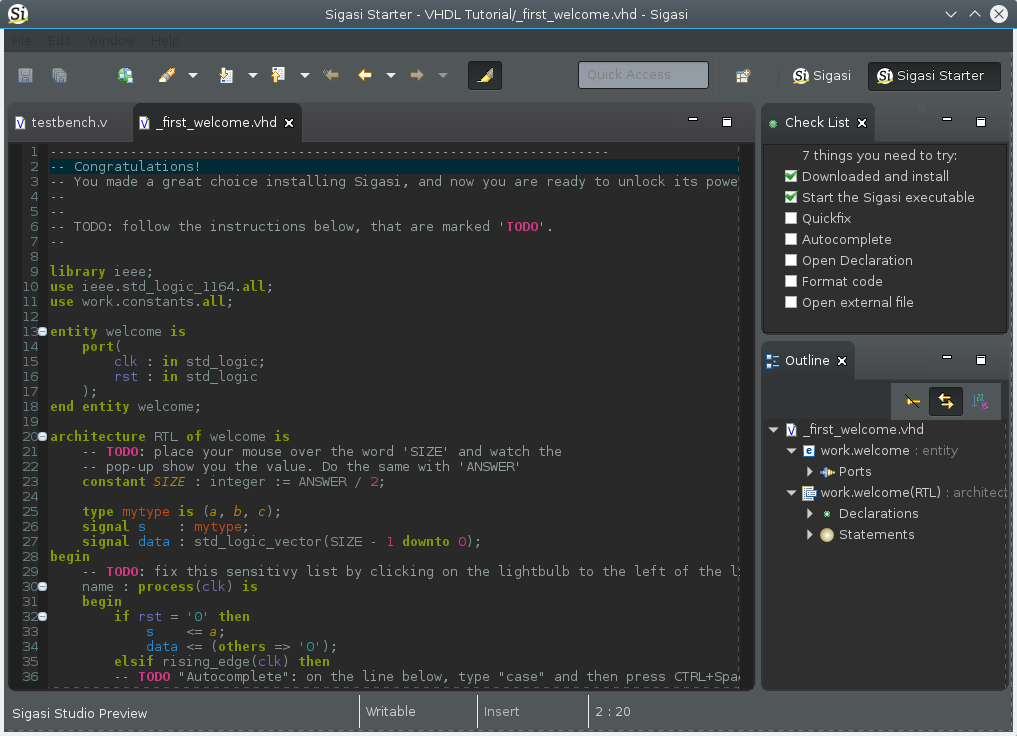 Sigasi Starter - VHDL Tutorial/_first_welcome.vhd - Sigasi
File Edit Window Help
Quick Access
Sigasi
Sigasi Starter
testbench.v
_first_welcome.vhd
1 ----------------------------------------------------------------------
2 -- Congratulations!
3 -- You made a great choice installing Sigasi, and now you are ready to unlock its powe
4 --
5 --
6 -- TODO: follow the instructions below, that are marked 'TODO'.
7 --
8
9 library ieee;
10 use ieee.std_logic_1164.all;
11 use work.constants.all;
12
13 entity welcome is
14     port(
15         clk : in std_logic;
16         rst : in std_logic
17     );
18 end entity welcome;
19
20 architecture RTL of welcome is
21     -- TODO: place your mouse over the word 'SIZE' and watch the
22     -- pop-up show you the value. Do the same with 'ANSWER'
23     constant SIZE : integer := ANSWER / 2;
24
25     type mytype is (a, b, c);
26     signal s    : mytype;
27     signal data : std_logic_vector(SIZE - 1 downto 0);
28 begin
29     -- TODO: fix this sensitivy list by clicking on the lightbulb to the left of the li
30     name : process(clk) is
31     begin
32         if rst = '0' then
33             s    <= a;
34             data <= (others => '0');
35         elsif rising_edge(clk) then
36         -- TODO "Autocomplete": on the line below, type "case" and then press CTRL+Spa
Check List
7 things you need to try:
Downloaded and install
Start the Sigasi executable
Quickfix
Autocomplete
Open Declaration
Format code
Open external file
Outline
_first_welcome.vhd
work.welcome : entity
Ports
work.welcome(RTL) : architect
Declarations
Statements
Sigasi Studio Preview
Writable
Insert
2 : 20